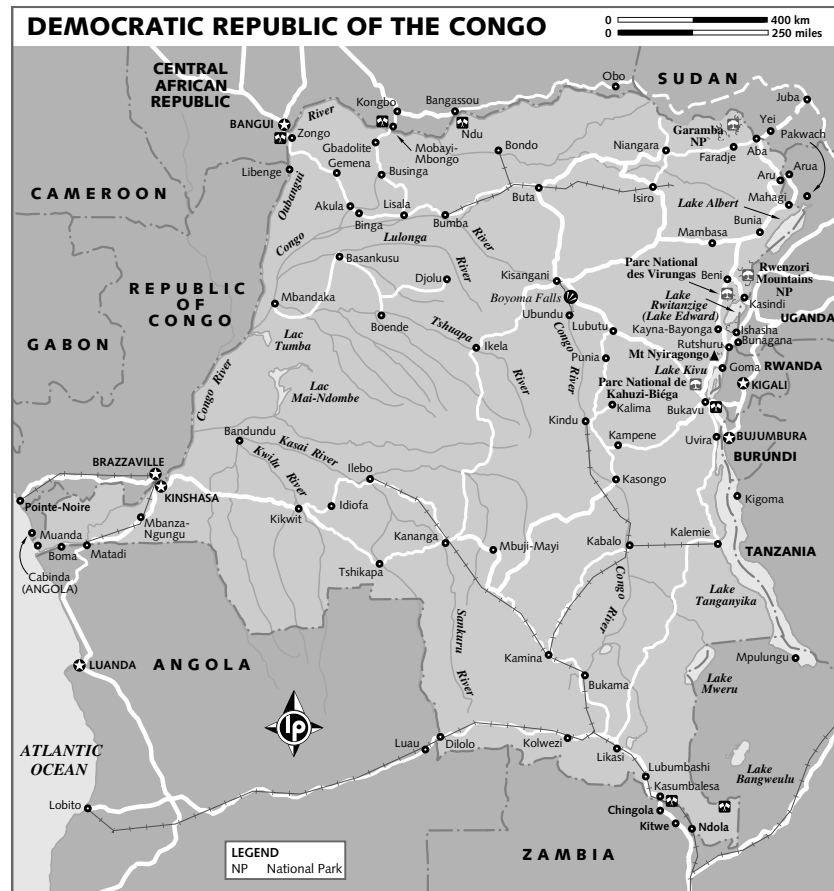 DEMOCRATIC REPUBLIC OF THE CONGO
0 400 km
0 250 miles
CENTRAL
AFRICAN
REPUBLIC
SUDAN
Obo
Juba
Kongbo
Bangassou
River
BANGUI
Zongo
Ndu
Yei
Pakwach
Garamba
NP
Gbadolite
Mobayi-
Mbongo
Bondo
Niangara
Faradje
Aba
Libenge
Gemena
Businga
Aru
Arua
CAMEROON
Oubangui
Akula
Binga
Lisala
Bumba
Buta
Isiro
Mahagi
Lake Albert
Bunia
Mambasa
Congo
Lulonga
River
Basankusu
Djolu
River
Kisangani
Parc National
des Virungas
Beni
Rwenzori
Mountains
NP
REPUBLIC
OF
CONGO
Mbandaka
Boyoma Falls
Lake
Rwitanzige
(Lake Edward)
Kasindi
UGANDA
Boende
Ubundu
Lubutu
Kayna-Bayonga
Ishasha
GABON
Lac
Tumba
Tshuapa
Ikela
Congo
River
Rutshuru
Bunagana
Mt Nyiragongo
Punia
Lake Kivu
Goma
RWANDA
Congo River
Lac
Mai-Ndombe
River
Parc National de
Kahuzi-Biéga
KIGALI
Kalima
Bukavu
Bandundu
Kindu
Kasai River
Kampene
Uvira
BUJUMBURA
BURUNDI
BRAZZAVILLE
Kwilu
River
Ilebo
KINSHASA
Kasongo
Kigoma
Pointe-Noire
Idiofa
Mbanza-
Ngungu
Kikwit
Muanda
Boma
Matadi
Kananga
Mbuji-Mayi
Kabalo
Kalemie
TANZANIA
Cabinda
(ANGOLA)
Tshikapa
Congo
River
Lake
Tanganyika
Sankuru
River
LUANDA
ANGOLA
Kamina
Mpulungu
Bukama
Lake
Mweru
lp
ATLANTIC
OCEAN
Luau
Dilolo
Kolwezi
Likasi
Lubumbashi
Lake
Bangweulu
Kasumbalesa
Lobito
Chingola
Kitwe
Ndola
LEGEND
NP National Park
ZAMBIA